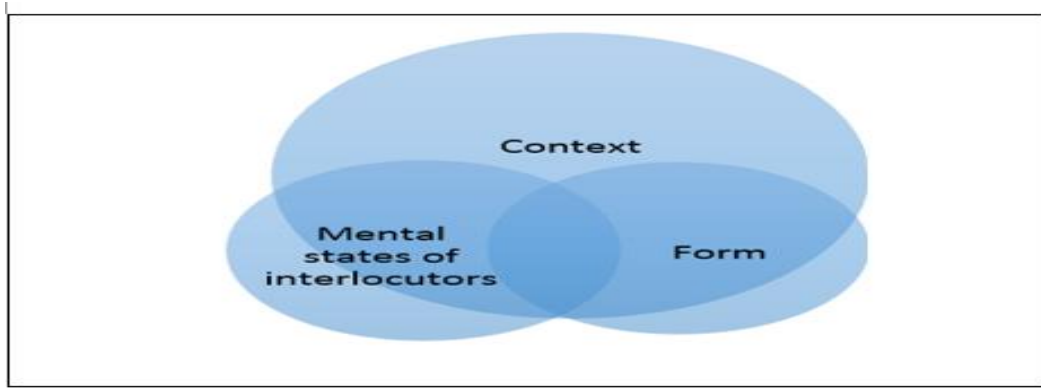 Context
Mental
states of
interlocutors
Form